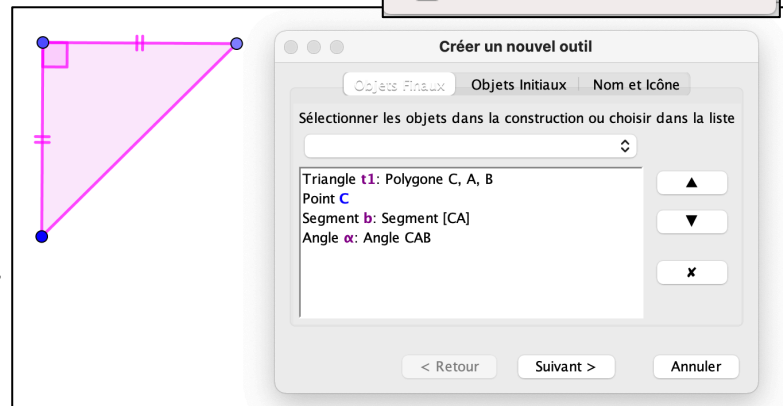 Créer un nouvel outil
Objets Finaux Objets Initiaux Nom et Icône
Sélectionner les objets dans la construction ou choisir dans la liste
Triangle t1: Polygone C, A, B
Point C
Segment b: Segment [CA]
Angle α: Angle CAB
< Retour Suivant > Annuler